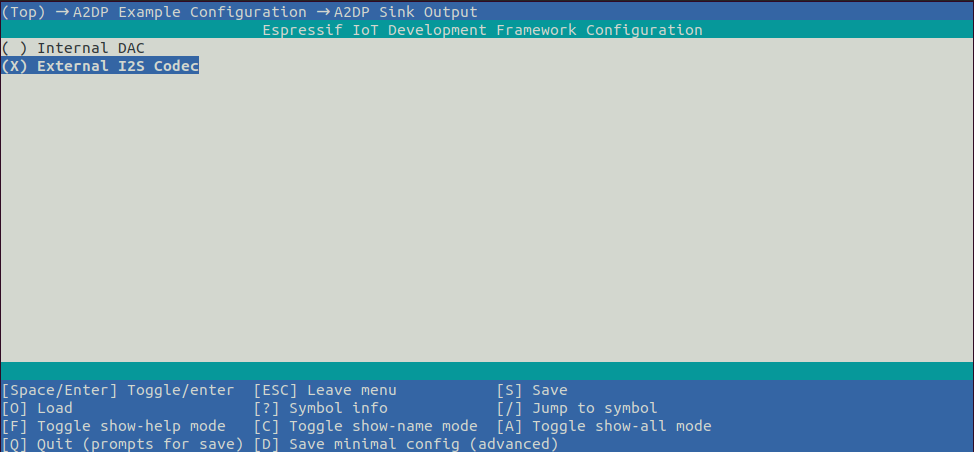 (Top) → A2DP Example Configuration → A2DP Sink Output
Espressif IoT Development Framework Configuration
( ) Internal DAC
(X) External I2S Codec
[Space/Enter] Toggle/enter [ESC] Leave menu [S] Save
[O] Load [?] Symbol info [/] Jump to symbol
[F] Toggle show-help mode [C] Toggle show-name mode [A] Toggle show-all mode
[Q] Quit (prompts for save) [D] Save minimal config (advanced)